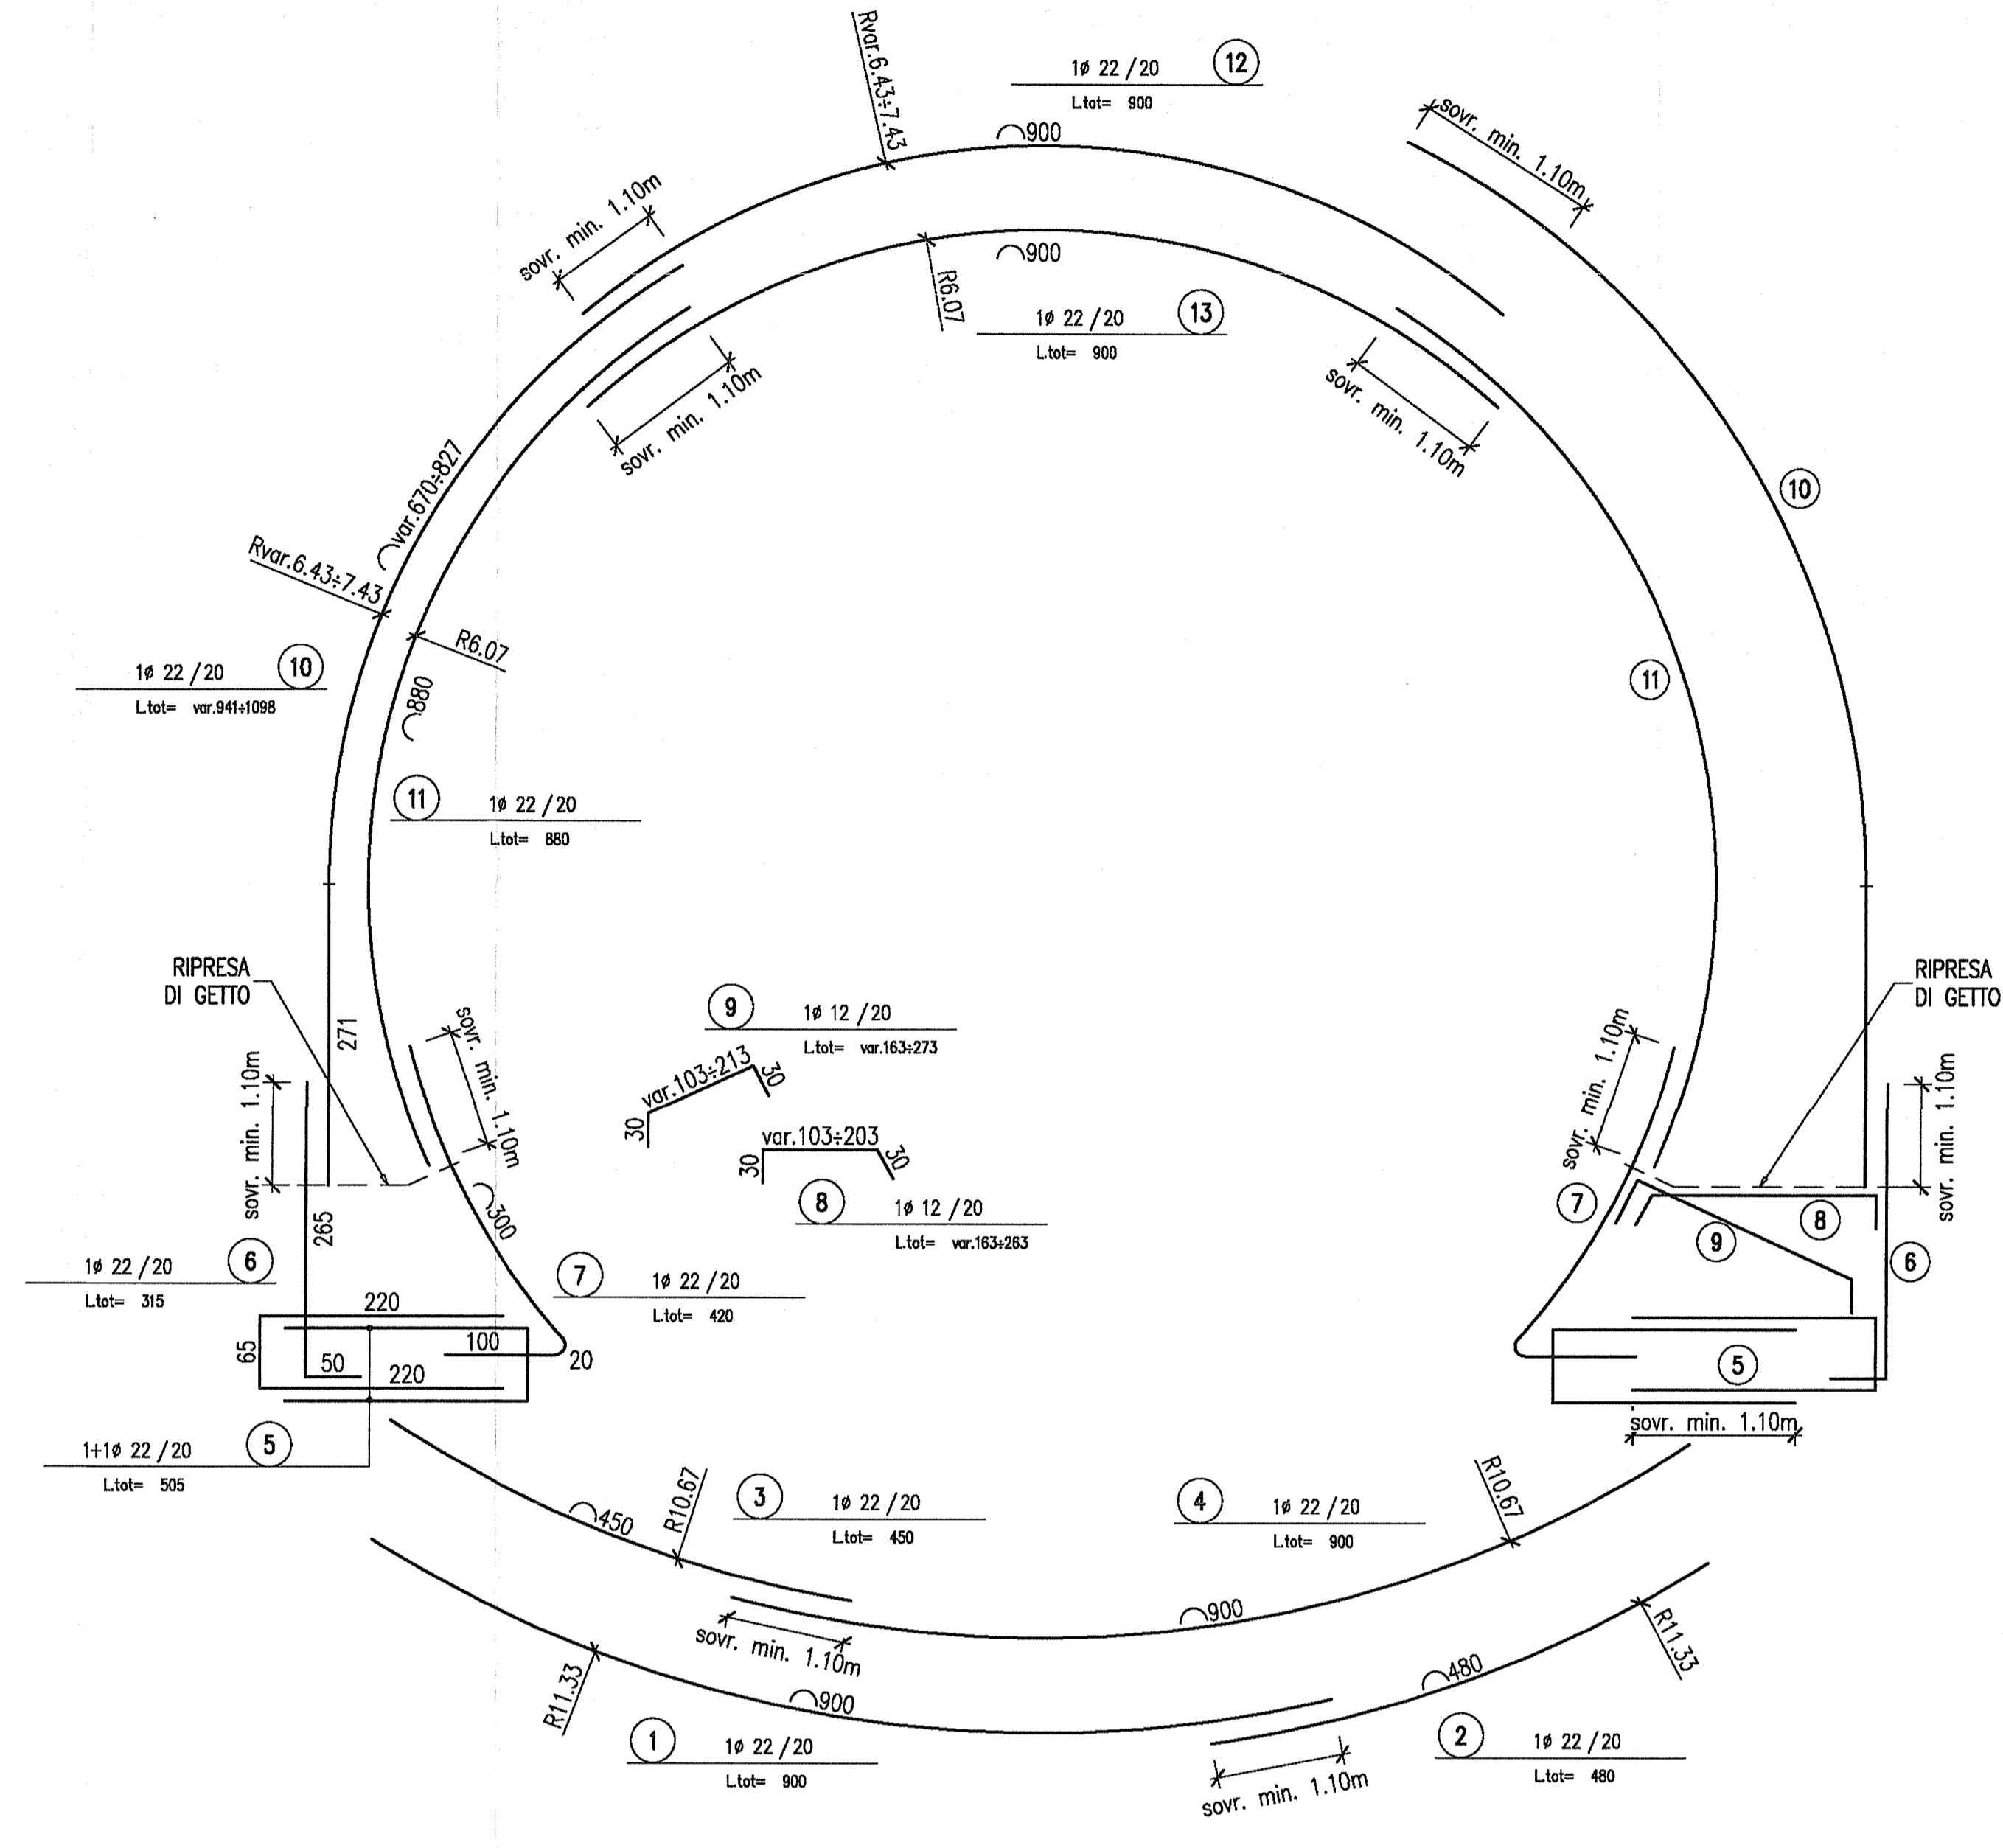 Rvar.6.43÷7.43
1ø 22 /20
12
L.tot= 900
900
sovr. min. 1.10m
sovr. min. 1.10m
900
R6.07
1ø 22 /20
13
L.tot= 900
sovr. min. 1.10m
sovr. min. 1.10m
var.670÷827
10
Rvar.6.43÷7.43
R6.07
1ø 22 /20
10
L.tot= var.941÷1098
880
11
11
1ø 22 /20
L.tot= 880
RIPRESA
DI GETTO
RIPRESA
DI GETTO
271
sovr. min. 1.10m
sovr. min. 1.10m
9
1ø 12 /20
L.tot= var.163÷273
var.103÷213
30
30
var.103÷203
30
30
8
1ø 12 /20
L.tot= var.163÷263
sovr. min. 1.10m
sovr. min. 1.10m
7
8
9
6
265
300
1ø 22 /20
6
L.tot= 315
7
1ø 22 /20
L.tot= 420
220
65
100
50
20
220
5
sovr. min. 1.10m
1+1ø 22 /20
5
L.tot= 505
450
R10.67
3
1ø 22 /20
L.tot= 450
4
1ø 22 /20
L.tot= 900
R10.67
900
sovr. min. 1.10m
R11.33
900
480
R11.33
1
1ø 22 /20
L.tot= 900
2
1ø 22 /20
L.tot= 480
sovr. min. 1.10m